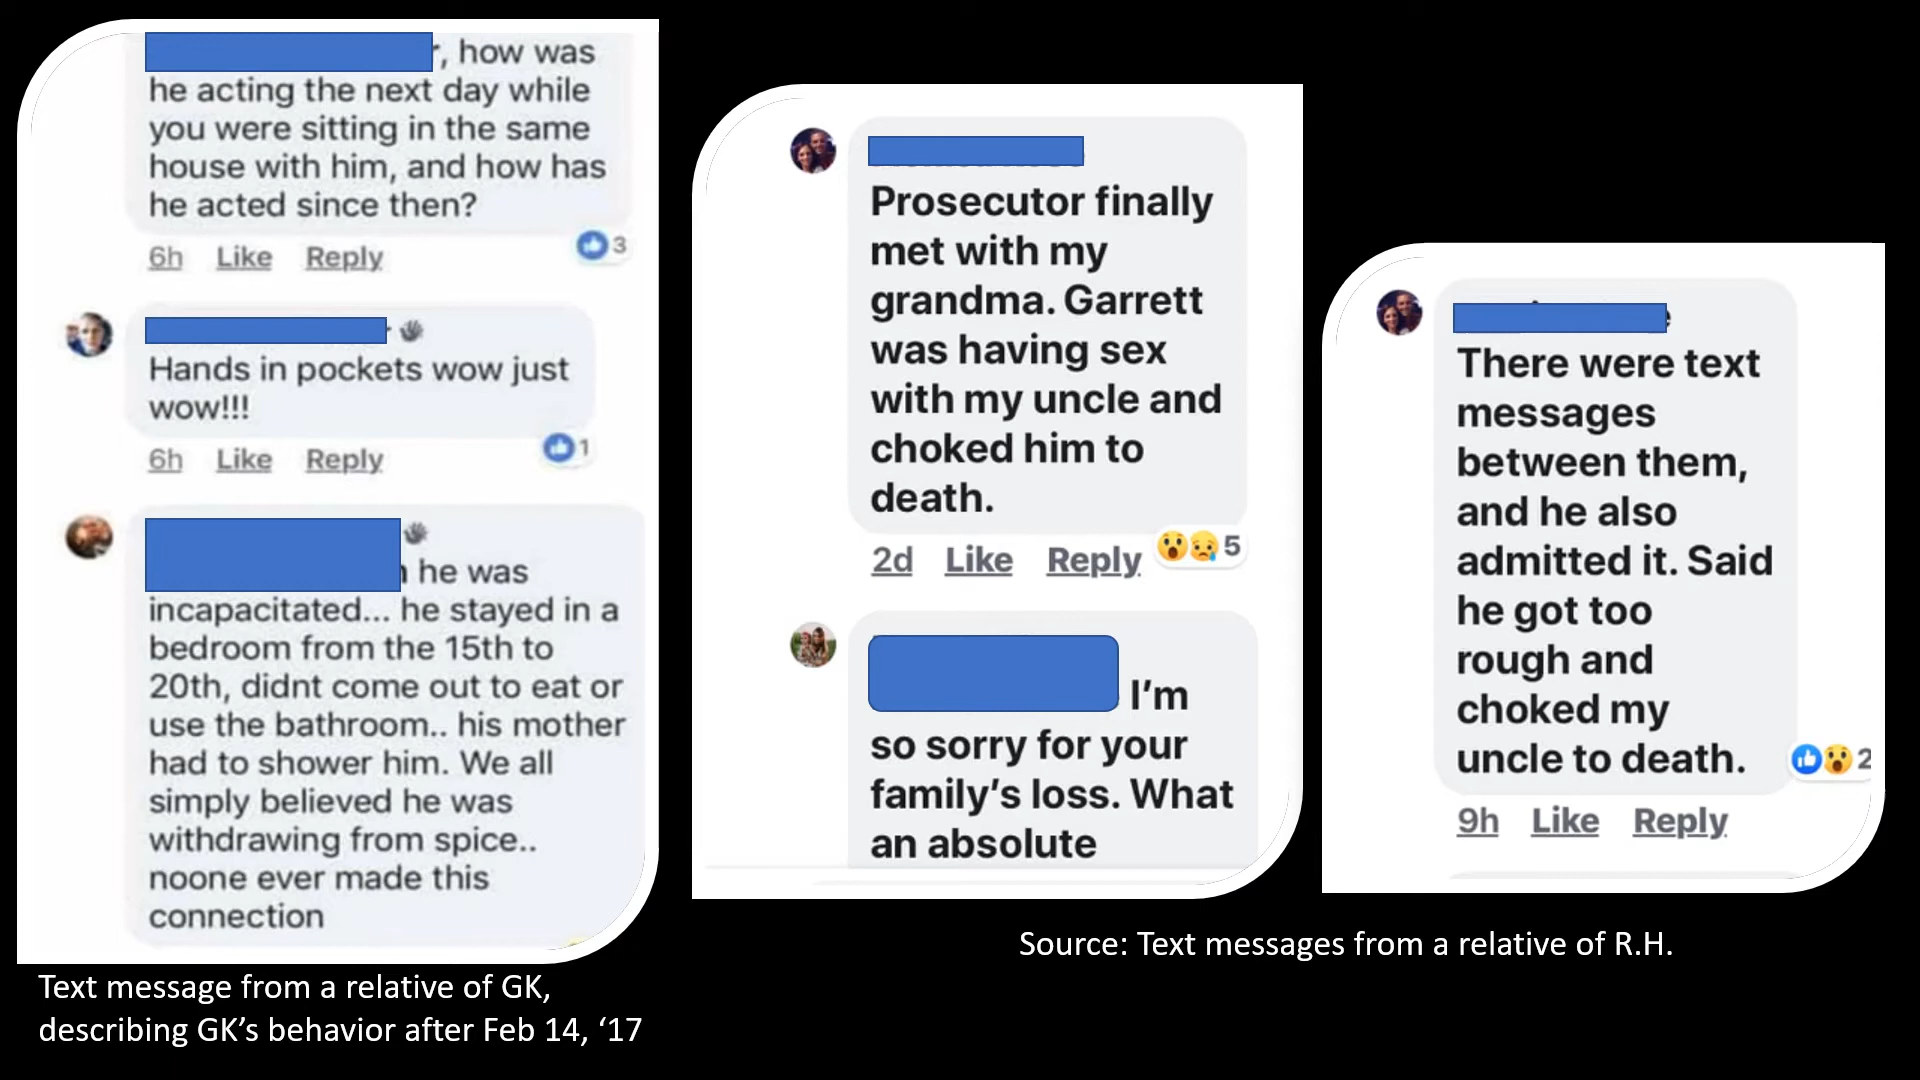 , how was
he acting the next day while
you were sitting in the same
house with him, and how has
he acted since then?
6h Like Reply 3
Hands in pockets wow just
wow!!!
6h Like Reply 1
he was
incapacitated... he stayed in a
bedroom from the 15th to
20th, didnt come out to eat or
use the bathroom.. his mother
had to shower him. We all
simply believed he was
withdrawing from spice..
noone ever made this
connection
Text message from a relative of GK,
describing GK’s behavior after Feb 14, ‘17
Prosecutor finally
met with my
grandma. Garrett
was having sex
with my uncle and
choked him to
death.
2d Like Reply 5
I’m
so sorry for your
family’s loss. What
an absolute
There were text
messages
between them,
and he also
admitted it. Said
he got too
rough and
choked my
uncle to death.
2
9h Like Reply
Source: Text messages from a relative of R.H.